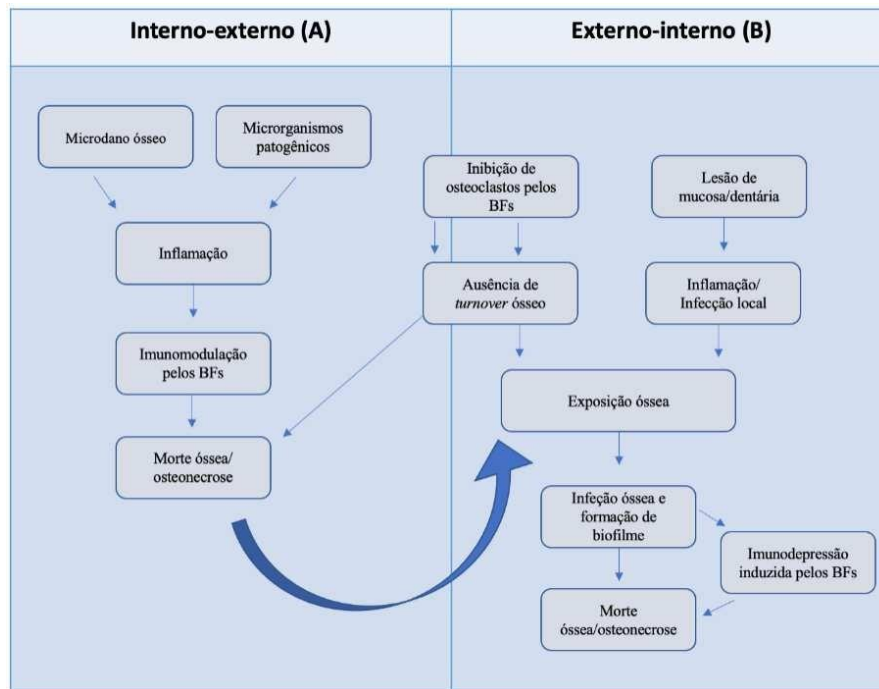 Interno-externo (A)
Externo-interno (B)
Microdano ósseo
Microrganismos
patogênicos
Inflamação
Imunomodulação
pelos BFs
Morte óssea/
osteonecrose
Inibição de
osteoclastos pelos
BFs
Ausência de
turnover ósseo
Lesão de
mucosa/dentária
Inflamação/
Infecção local
Exposição óssea
Infeção óssea e
formação de
biofilme
Imunodepressão
induzida pelos BFs
Morte
óssea/osteonecrose